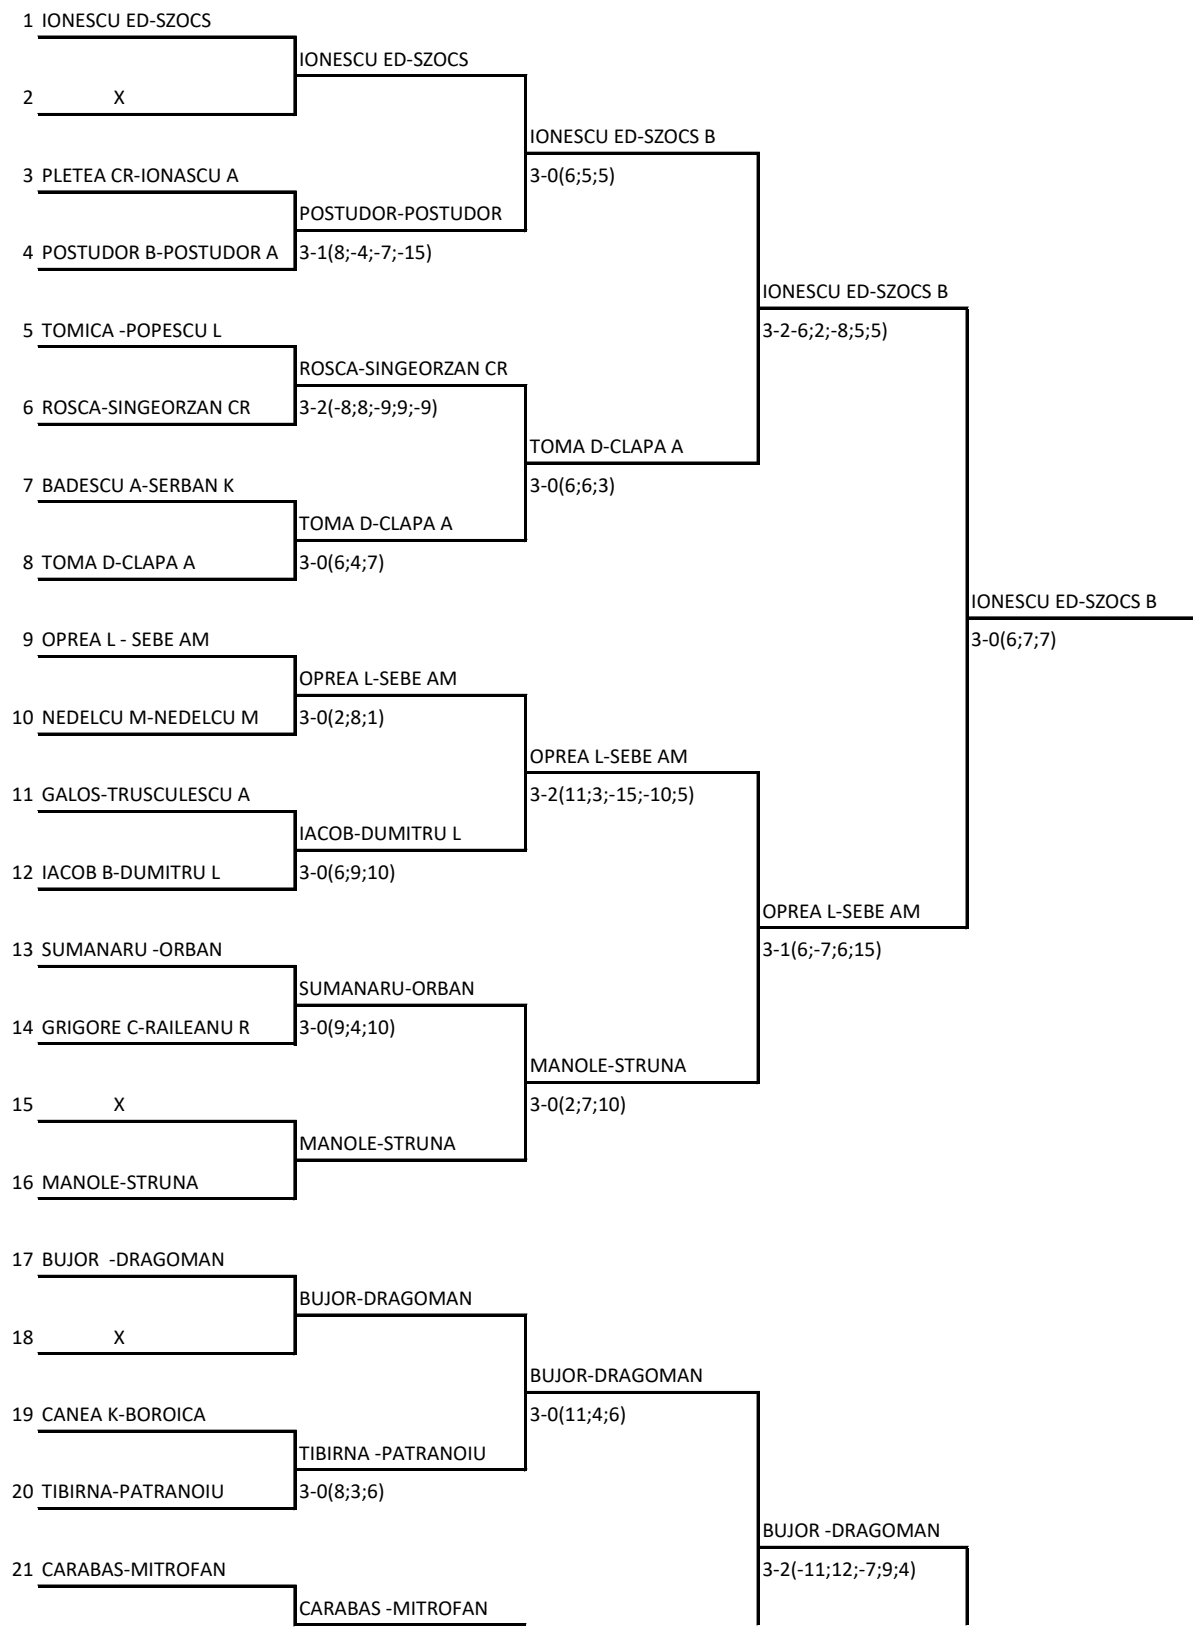 1 IONESCU ED-SZOCS
IONESCU ED-SZOCS
2 X
IONESCU ED-SZOCS B
3 PLETEA CR-IONASCU A
3-0(6;5;5)
POSTUDOR-POSTUDOR
4 POSTUDOR B-POSTUDOR A
3-1(8;-4;-7;-15)
IONESCU ED-SZOCS B
5 TOMICA -POPESCU L
3-2-6;2;-8;5;5)
ROSCA-SINGEORZAN CR
6 ROSCA-SINGEORZAN CR
3-2(-8;8;-9;9;-9)
TOMA D-CLAPA A
7 BADESCU A-SERBAN K
3-0(6;6;3)
TOMA D-CLAPA A
8 TOMA D-CLAPA A
3-0(6;4;7)
IONESCU ED-SZOCS B
9 OPREA L - SEBE AM
3-0(6;7;7)
OPREA L-SEBE AM
10 NEDELCU M-NEDELCU M
3-0(2;8;1)
OPREA L-SEBE AM
11 GALOS-TRUSCULESCU A
3-2(11;3;-15;-10;5)
IACOB-DUMITRU L
12 IACOB B-DUMITRU L
3-0(6;9;10)
OPREA L-SEBE AM
13 SUMANARU -ORBAN
3-1(6;-7;6;15)
SUMANARU-ORBAN
14 GRIGORE C-RAILEANU R
3-0(9;4;10)
MANOLE-STRUNA
15 X
3-0(2;7;10)
MANOLE-STRUNA
16 MANOLE-STRUNA
17 BUJOR -DRAGOMAN
BUJOR-DRAGOMAN
18 X
BUJOR-DRAGOMAN
19 CANEA K-BOROICA
3-0(11;4;6)
TIBIRNA -PATRANOIU
20 TIBIRNA-PATRANOIU
3-0(8;3;6)
BUJOR -DRAGOMAN
21 CARABAS-MITROFAN
3-2(-11;12;-7;9;4)
CARABAS -MITROFAN